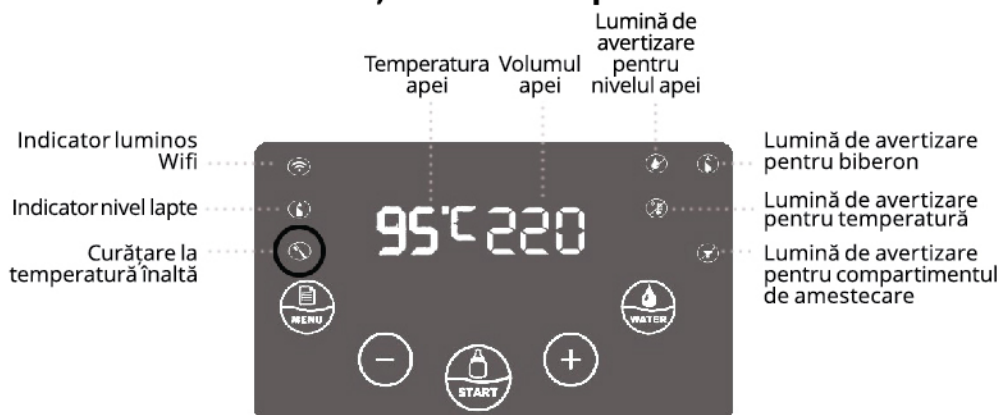 Lumină de
avertizare
pentru
nivelul apei
Temperatura
apei
Volumul
apei
Indicator luminos
Wifi
Indicator nivel lapte
Curățare la
temperatură înaltă
Lumină de avertizare
pentru biberon
Lumină de avertizare
pentru temperatură
Lumină de avertizare
pentru compartimentul
de amestecare
95°C 220
MENU
WATER
START